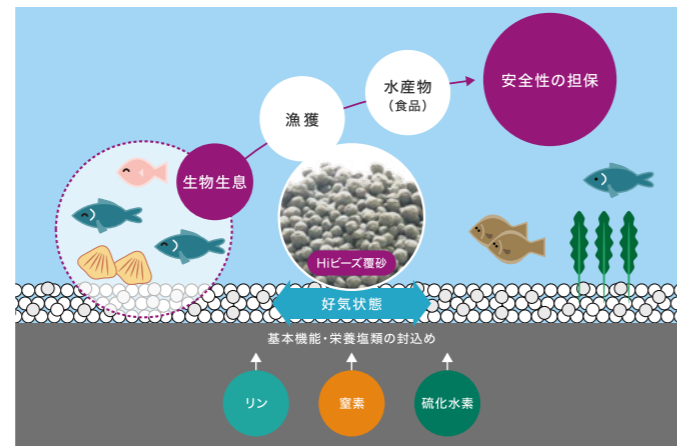 安全性の担保
水産物
(食品)
漁獲
生物生息
Hiビーズ覆砂
好気状態
基本機能・栄養塩類の封込め
リン
窒素
硫化水素